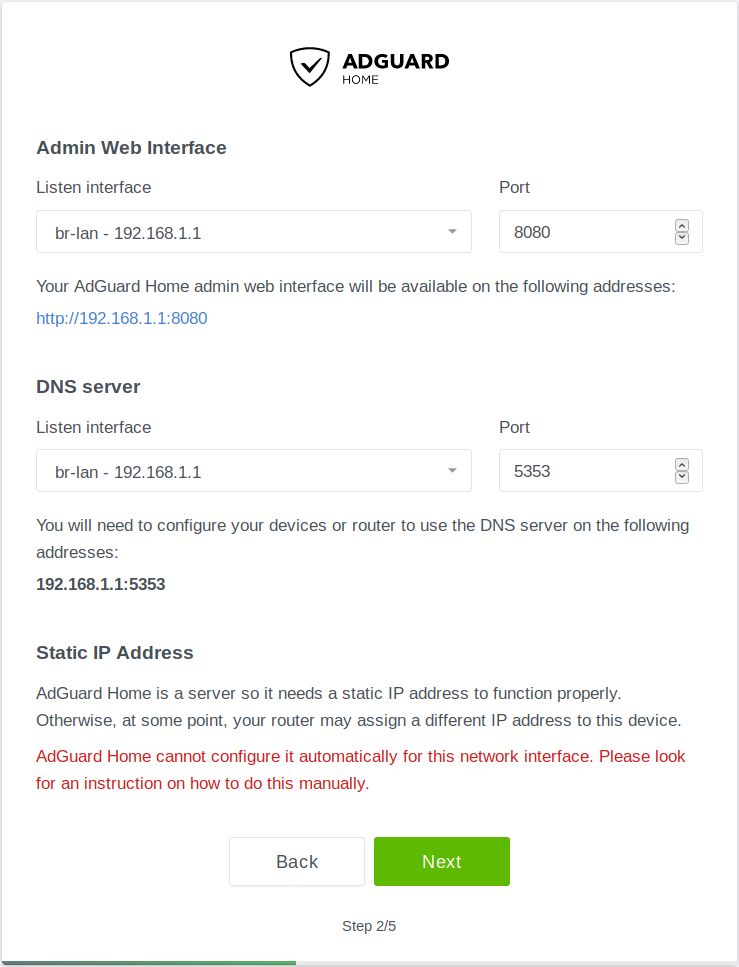 ADGUARD
HOME
Admin Web Interface
Listen interface
Port
br-lan - 192.168.1.1
8080
Your AdGuard Home admin web interface will be available on the following addresses:
http://192.168.1.1:8080
DNS server
Listen interface
Port
br-lan - 192.168.1.1
5353
You will need to configure your devices or router to use the DNS server on the following
addresses:
192.168.1.1:5353
Static IP Address
AdGuard Home is a server so it needs a static IP address to function properly.
Otherwise, at some point, your router may assign a different IP address to this device.
AdGuard Home cannot configure it automatically for this network interface. Please look
for an instruction on how to do this manually.
Back
Next
Step 2/5